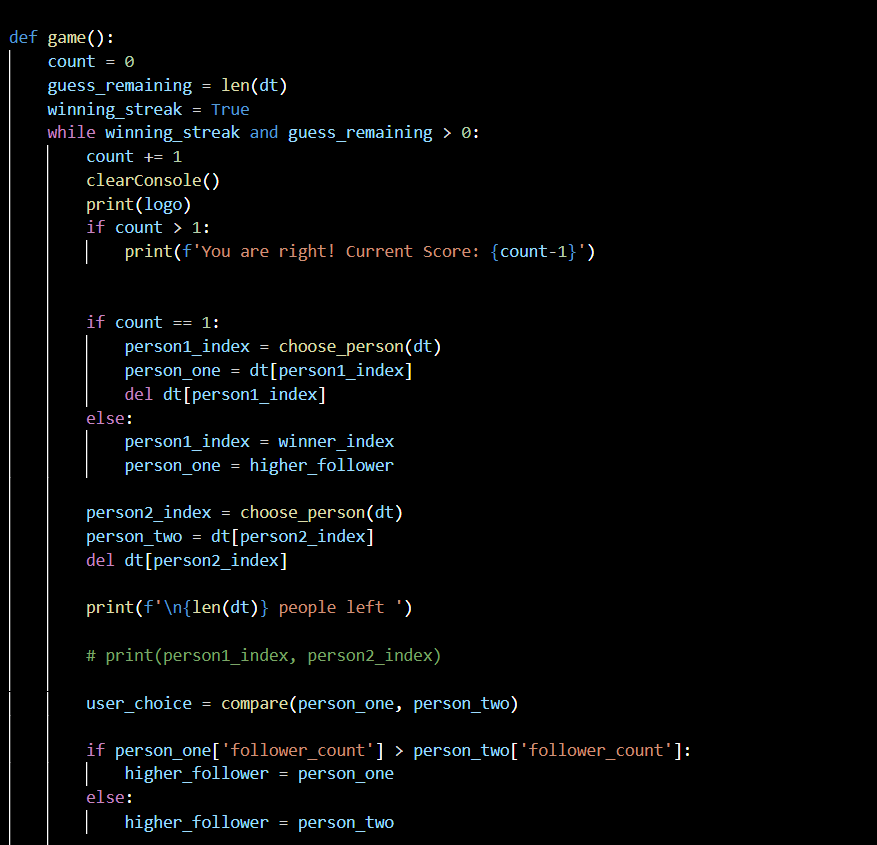 def game():
    count = 0
    guess_remaining = len(dt)
    winning_streak = True
    while winning_streak and guess_remaining > 0:
        count += 1
        clearConsole()
        print(logo)
        if count > 1:
            print(f'You are right! Current Score: {count-1}')
        if count == 1:
            person1_index = choose_person(dt)
            person_one = dt[person1_index]
            del dt[person1_index]
        else:
            person1_index = winner_index
            person_one = higher_follower
        person2_index = choose_person(dt)
        person_two = dt[person2_index]
        del dt[person2_index]
        print(f'\n{len(dt)} people left ')
        # print(person1_index, person2_index)
        user_choice = compare(person_one, person_two)
        if person_one['follower_count'] > person_two['follower_count']:
            higher_follower = person_one
        else:
            higher_follower = person_two